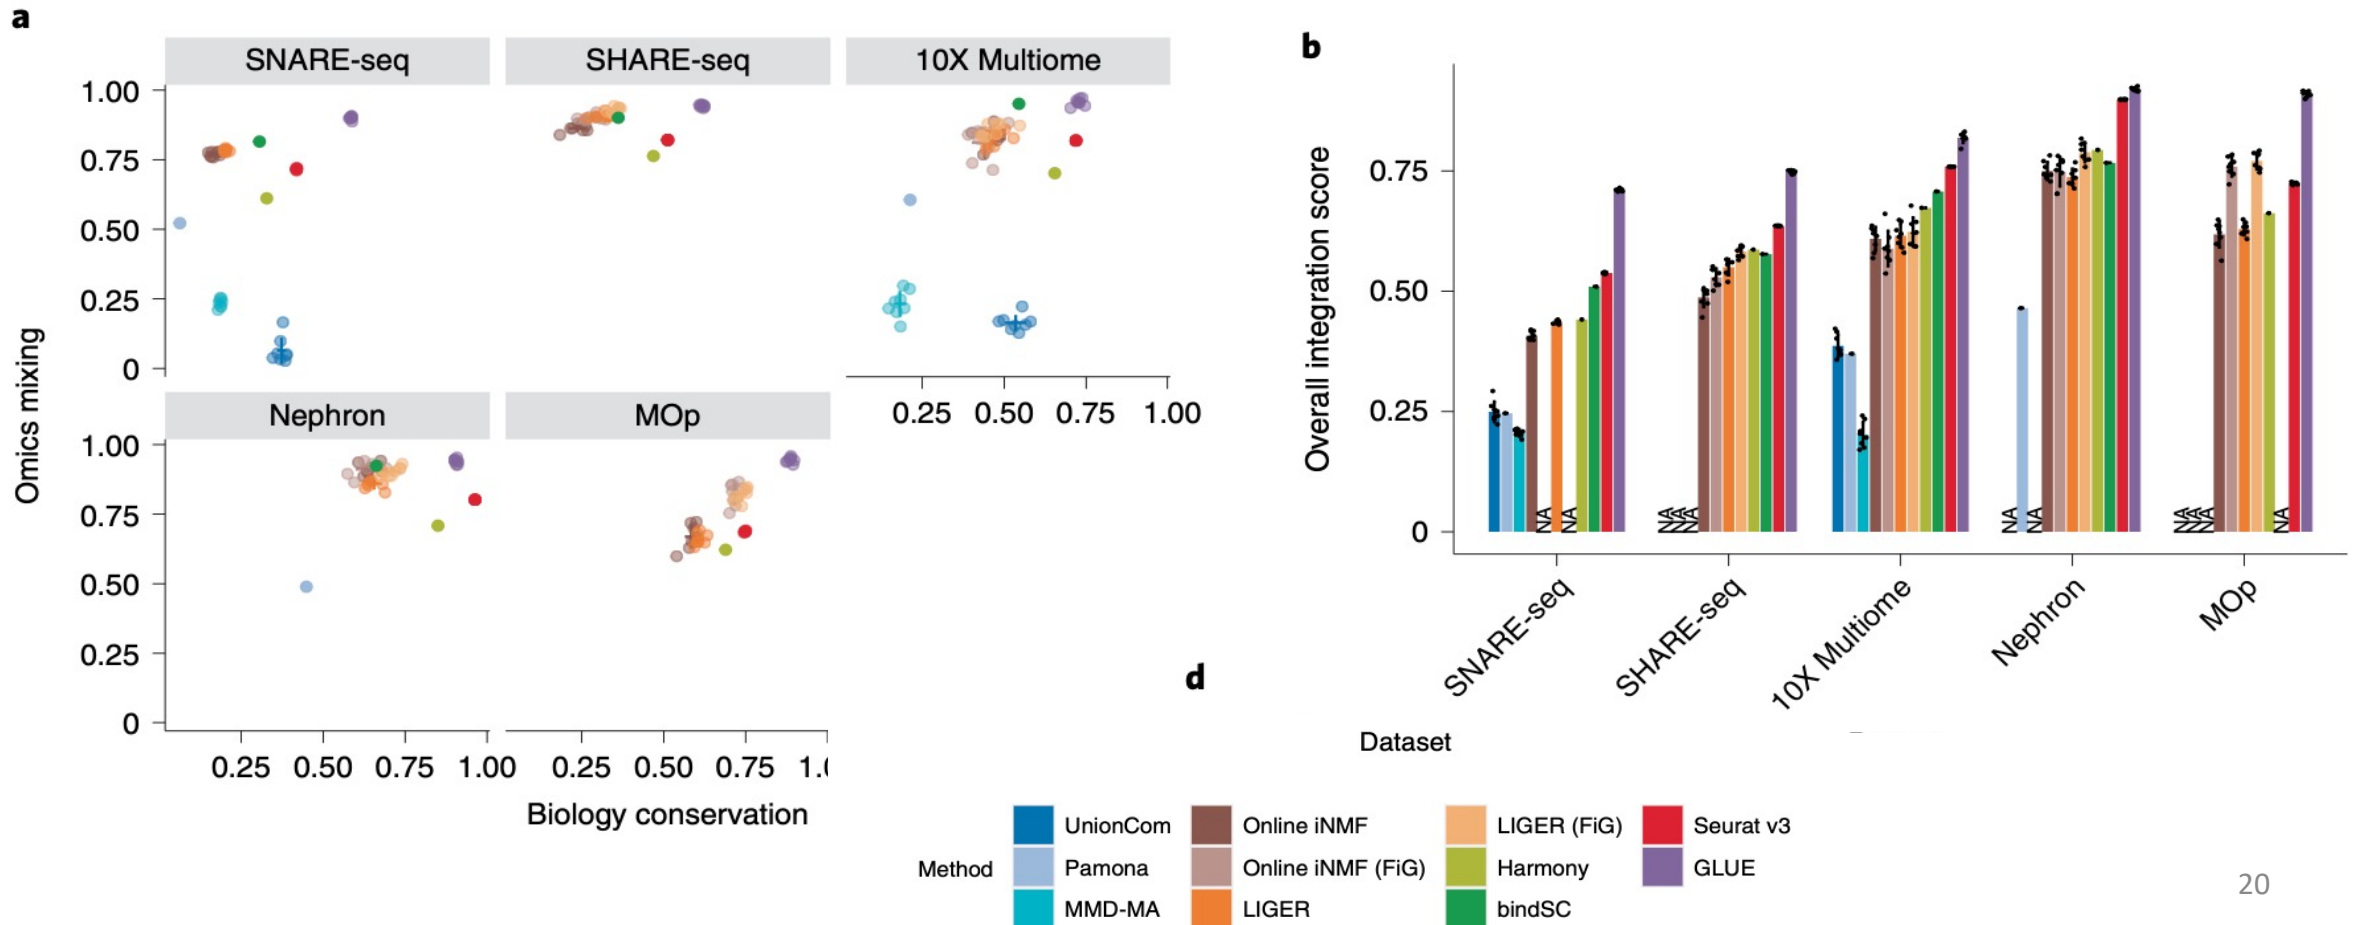 a
SNARE-seq
SHARE-seq
10X Multiome
1.00
0.75
0.50
0.25
0
0.25 0.50 0.75 1.00
Nephron
MOp
1.00
0.75
0.50
0.25
0
0.25 0.50 0.75 1.00
0.25 0.50 0.75 1.0
Omics mixing
Biology conservation
b
Overall integration score
0.75
0.50
0.25
0
NA NA
NA NA NA
NA NA
NA NA NA NA
SNARE-seq
SHARE-seq
10X Multiome
Nephron
MOp
d
Dataset
Method
UnionCom
Pamona
MMD-MA
Online iNMF
Online iNMF (FiG)
LIGER
LIGER (FiG)
Harmony
bindSC
Seurat v3
GLUE
20